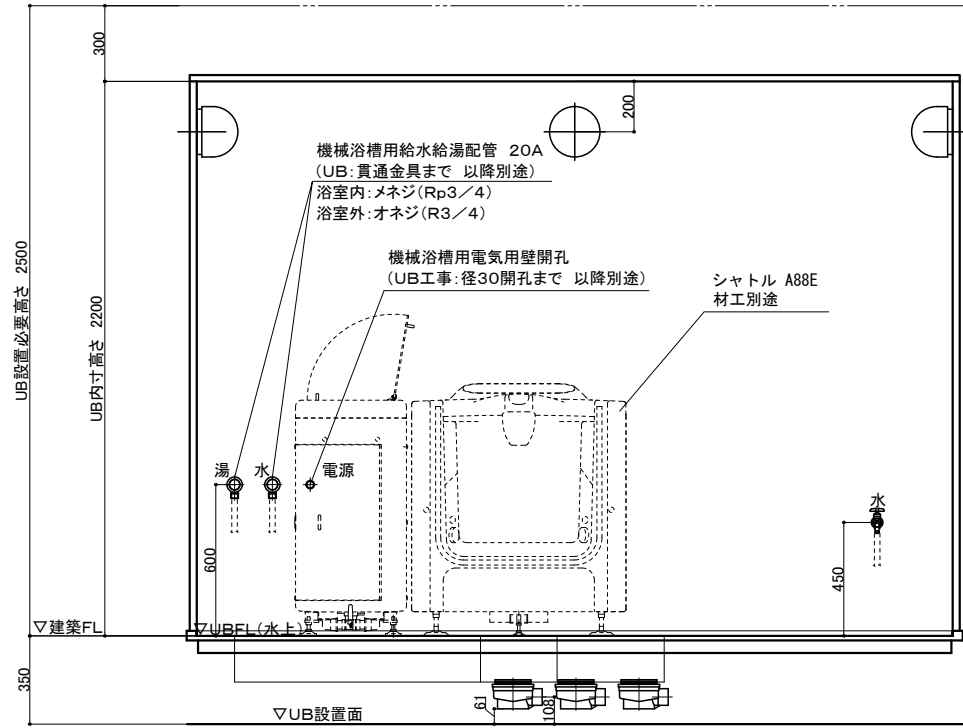 300
200
機械浴槽用給水給湯配管 20A
(UB:貫通金具まで 以降別途)
浴室内:メネジ(Rp3/4)
浴室外:オネジ(R3/4)
機械浴槽用電気用壁開孔
(UB工事:径30開孔まで 以降別途)
シャトル A88E
材工別途
UB設置必要高さ 2500
UB内寸高さ 2200
湯
水
電源
水
600
450
▽建築FL
▽UBFL(水上)
350
61
108
▽UB設置面